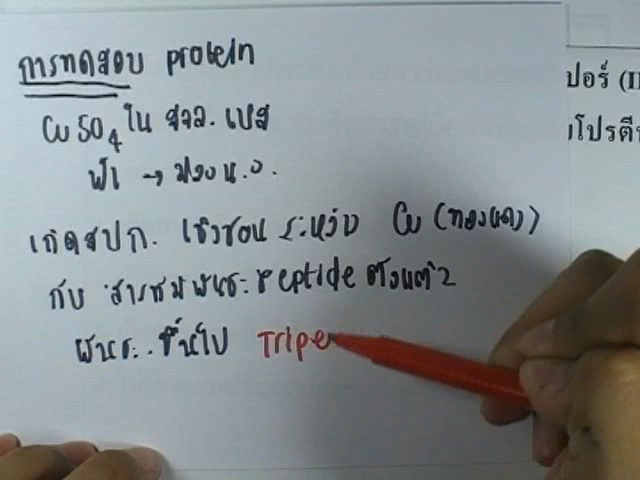 การทดสอบ protein
CuSO4 ใน สจล. เบส
ฟ้า → ม่วง น.ง.
เกิดสปก. เชิงซ้อน ระหว่าง Cu (ทองแดง)
กับ สารที่มีพันธะ peptide ตั้งแต่ 2
พันธะ ขึ้นไป Tripe
ปอร์ (II
บโปรตีน